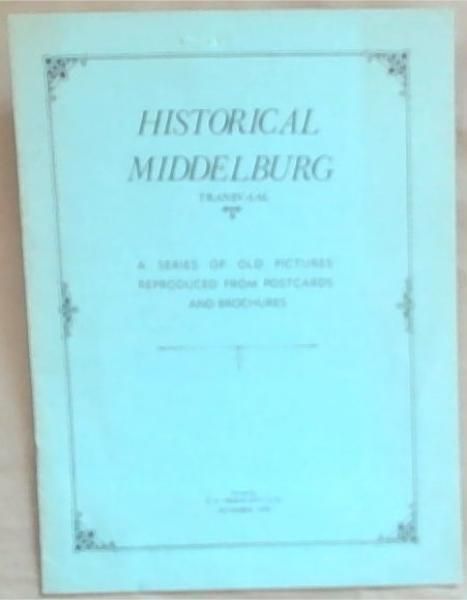 HISTORICAL
MIDDELBURG
TRANSVAAL
A SERIES OF OLD PICTURES
REPRODUCED FROM POSTCARDS
AND BROCHURES